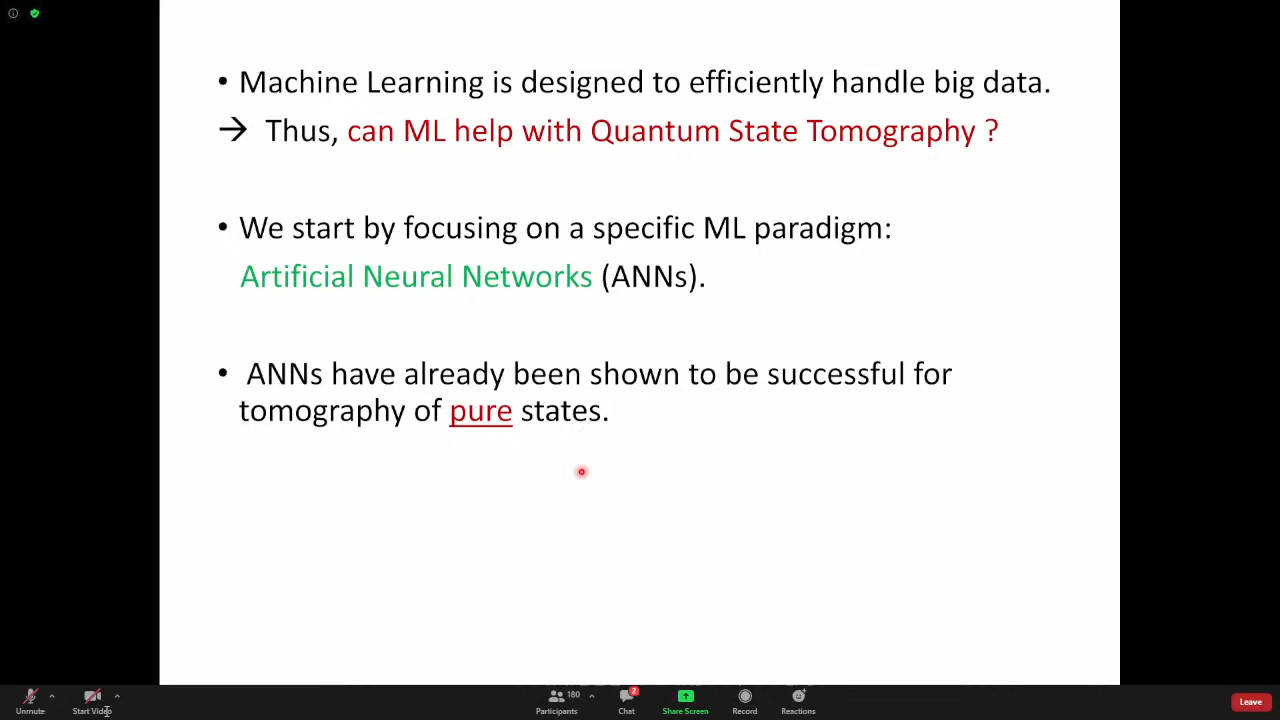 • Machine Learning is designed to efficiently handle big data.
→ Thus, can ML help with Quantum State Tomography ?
• We start by focusing on a specific ML paradigm:
Artificial Neural Networks (ANNs).
• ANNs have already been shown to be successful for
tomography of pure states.
Unmute
Start Video
180
Participants
2
Chat
Share Screen
Record
Reactions
Leave